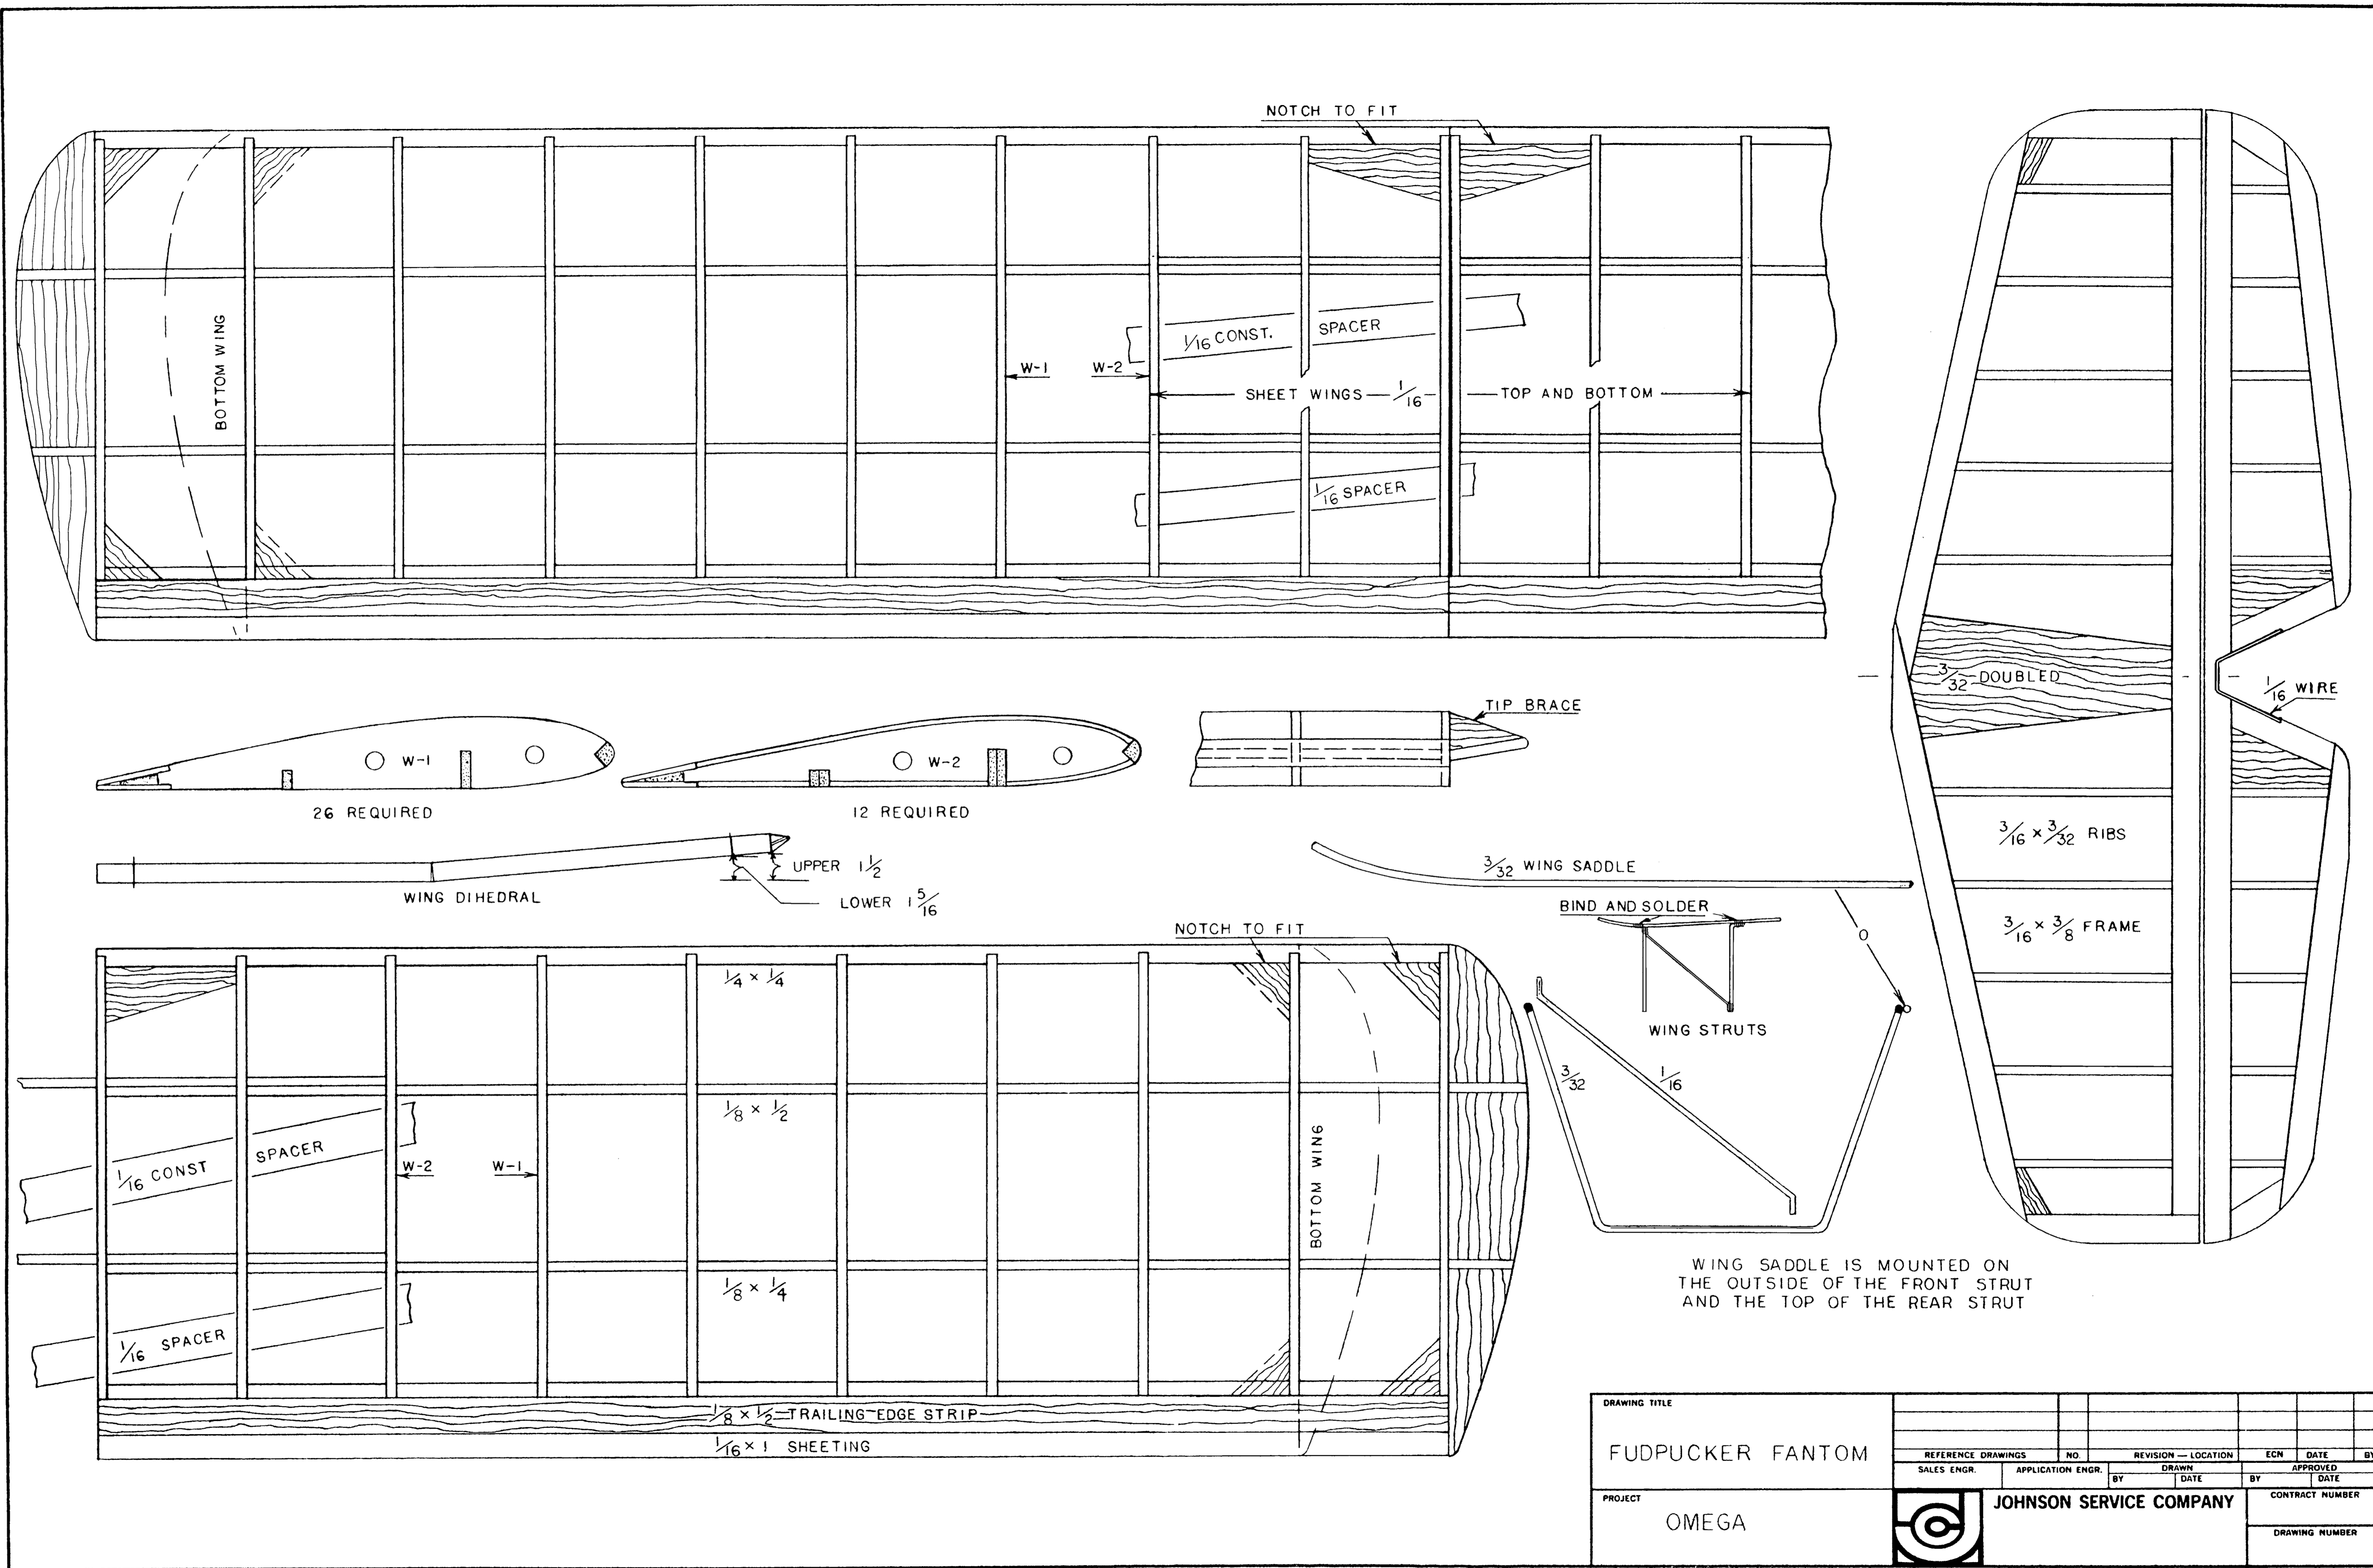 NOTCH TO FIT
BOTTOM WING
1/16 CONST. SPACER
W-1 W-2
SHEET WINGS 1/16 TOP AND BOTTOM
1/16 SPACER
3/32 DOUBLED
1/16 WIRE
TIP BRACE
W-1
W-2
26 REQUIRED
12 REQUIRED
UPPER 1 1/2
WING DIHEDRAL
LOWER 1 5/16
3/32 WING SADDLE
3/16 × 3/32 RIBS
BIND AND SOLDER
3/16 × 3/8 FRAME
O
WING STRUTS
3/32
1/16
NOTCH TO FIT
1/4 × 1/4
1/8 × 1/2
1/16 CONST SPACER
W-2 W-1
BOTTOM WING
1/8 × 1/4
1/16 SPACER
1/8 × 1/2 TRAILING EDGE STRIP
1/16 × 1 SHEETING
WING SADDLE IS MOUNTED ON
THE OUTSIDE OF THE FRONT STRUT
AND THE TOP OF THE REAR STRUT
DRAWING TITLE
FUDPUCKER FANTOM
REFERENCE DRAWINGS NO. REVISION — LOCATION ECN DATE BY
SALES ENGR. APPLICATION ENGR. DRAWN APPROVED
BY DATE BY DATE
PROJECT
OMEGA
JOHNSON SERVICE COMPANY
CONTRACT NUMBER
DRAWING NUMBER